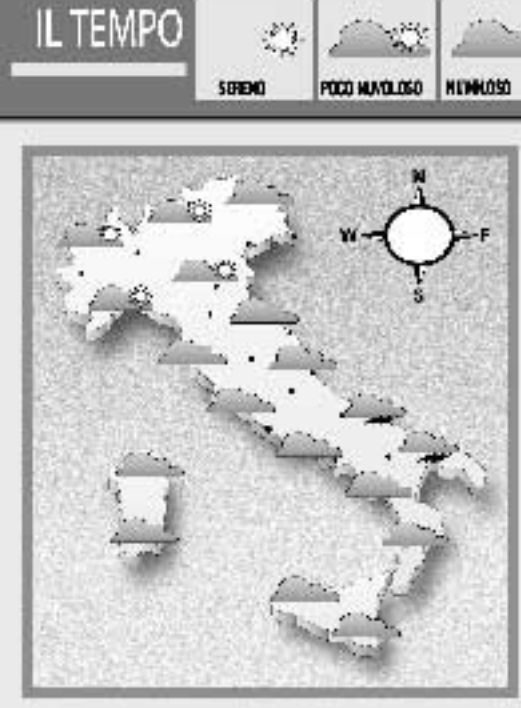 IL TEMPO
SERENO
POCO NUVOLOSO
NUVOLOSO
N
W
E
S